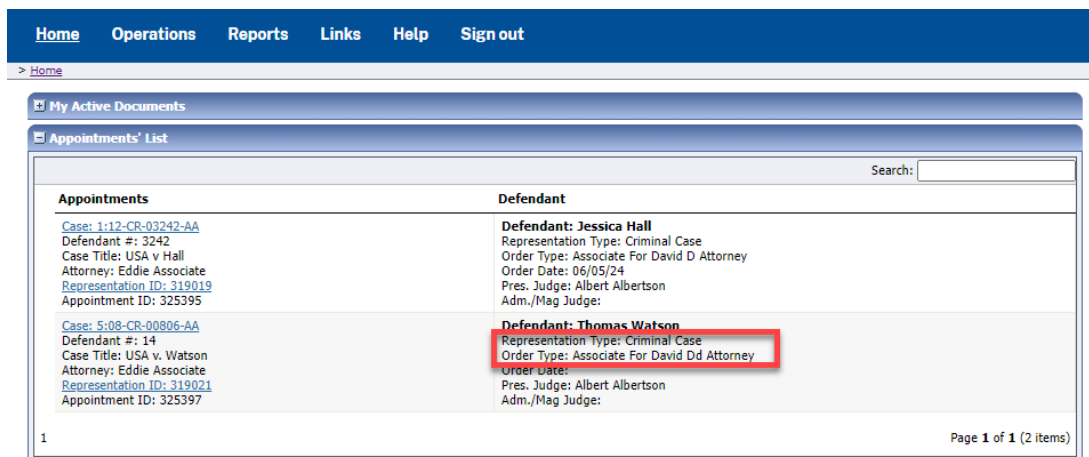 Home Operations Reports Links Help Sign out
> Home
My Active Documents
Appointments' List
Search:
Appointments Defendant
Case: 1:12-CR-03242-AA
Defendant #: 3242
Case Title: USA v Hall
Attorney: Eddie Associate
Representation ID: 319019
Appointment ID: 325395
Defendant: Jessica Hall
Representation Type: Criminal Case
Order Type: Associate For David D Attorney
Order Date: 06/05/24
Pres. Judge: Albert Albertson
Adm./Mag Judge:
Case: 5:08-CR-00806-AA
Defendant #: 14
Case Title: USA v. Watson
Attorney: Eddie Associate
Representation ID: 319021
Appointment ID: 325397
Defendant: Thomas Watson
Representation Type: Criminal Case
Order Type: Associate For David Dd Attorney
Order Date:
Pres. Judge: Albert Albertson
Adm./Mag Judge:
1 Page 1 of 1 (2 items)